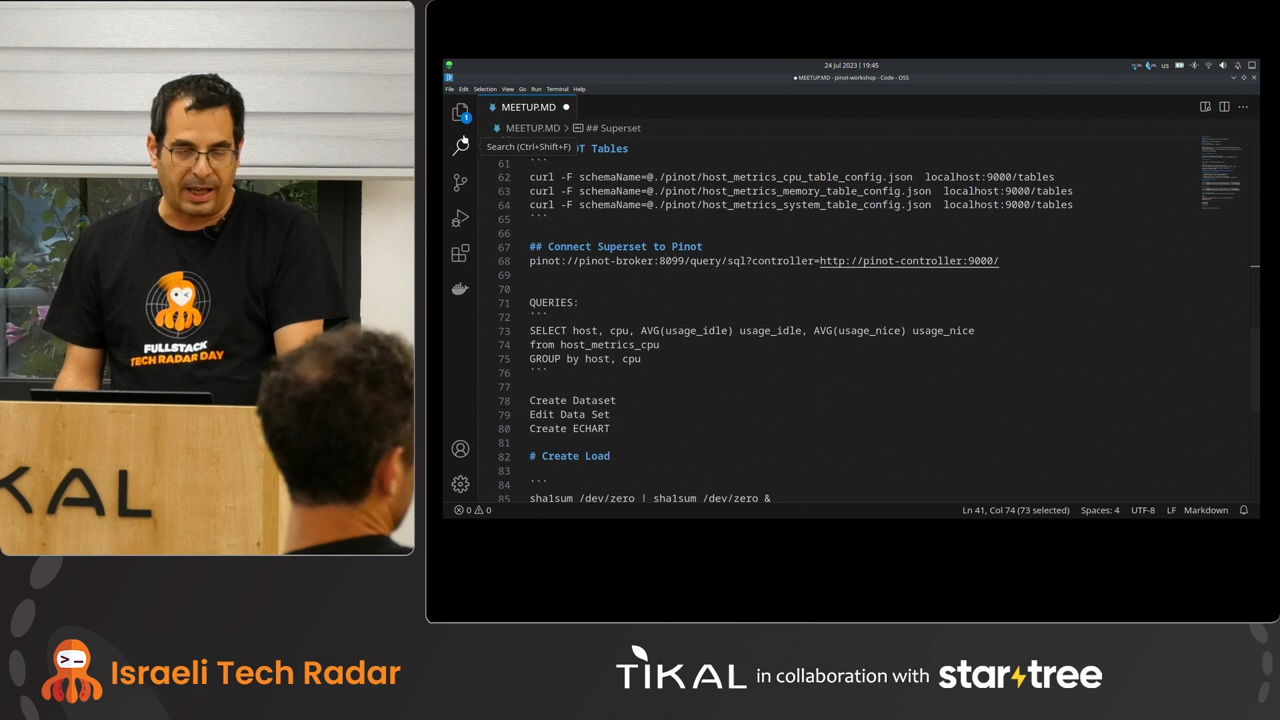 FULLSTACK
TECH RADAR DAY
KAL
Israeli Tech Radar
24 Jul 2023 | 19:45
us
● MEETUP.MD - pinot-workshop - Code - OSS
File Edit Selection View Go Run Terminal Help
MEETUP.MD ●
MEETUP.MD > ## Superset
1
Search (Ctrl+Shift+F)
OT Tables
61 ```
62 curl -F schemaName=@./pinot/host_metrics_cpu_table_config.json  localhost:9000/tables
63 curl -F schemaName=@./pinot/host_metrics_memory_table_config.json  localhost:9000/tables
64 curl -F schemaName=@./pinot/host_metrics_system_table_config.json  localhost:9000/tables
65 ```
66
67 ## Connect Superset to Pinot
68 pinot://pinot-broker:8099/query/sql?controller=http://pinot-controller:9000/
69
70
71 QUERIES:
72 ```
73 SELECT host, cpu, AVG(usage_idle) usage_idle, AVG(usage_nice) usage_nice
74 from host_metrics_cpu
75 GROUP by host, cpu
76 ```
77
78 Create Dataset
79 Edit Data Set
80 Create ECHART
81
82 # Create Load
83
84 ```
85 sha1sum /dev/zero | sha1sum /dev/zero &
0 0
Ln 41, Col 74 (73 selected) Spaces: 4 UTF-8 LF Markdown
TIKAL in collaboration with star tree